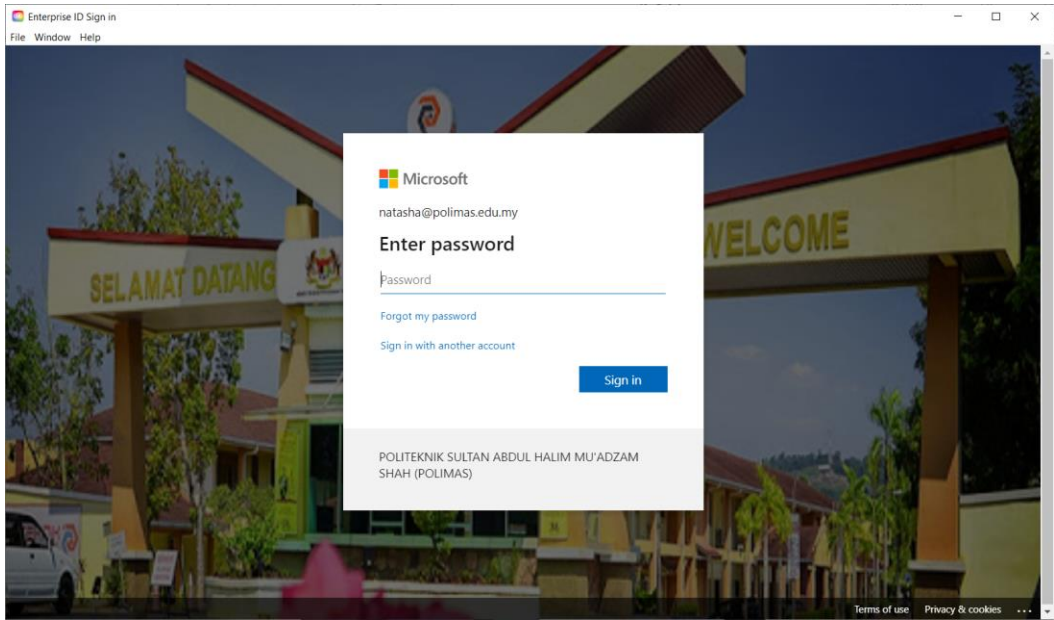 Enterprise ID Sign in
File Window Help
Microsoft
natasha@polimas.edu.my
Enter password
Password
Forgot my password
Sign in with another account
Sign in
POLITEKNIK SULTAN ABDUL HALIM MU'ADZAM
SHAH (POLIMAS)
SELAMAT DATANG
WELCOME
Terms of use Privacy & cookies ...